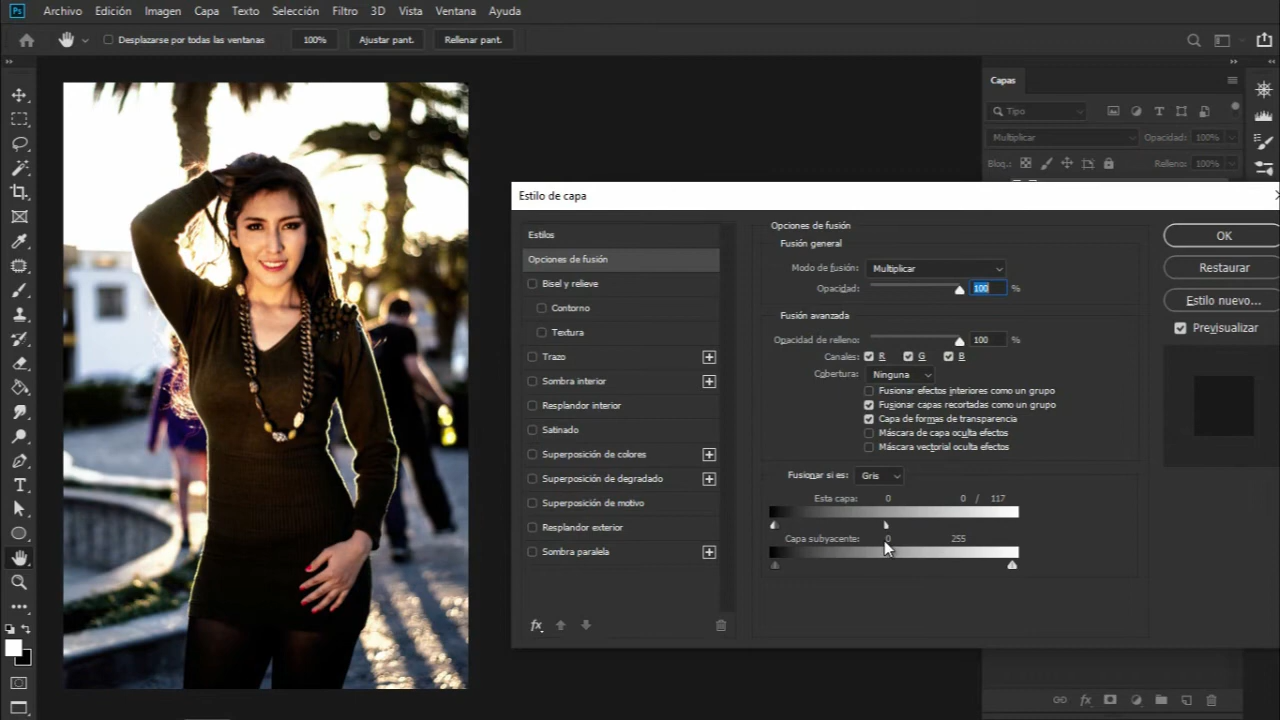 Ps Archivo Edición Imagen Capa Texto Selección Filtro 3D Vista Ventana Ayuda
Desplazarse por todas las ventanas 100% Ajustar pant. Rellenar pant.
Capas
Tipo
Multiplicar Opacidad: 100%
Bloq.: Relleno: 100%
Estilo de capa
Estilos
Opciones de fusión
Bisel y relieve
Contorno
Textura
Trazo
Sombra interior
Resplandor interior
Satinado
Superposición de colores
Superposición de degradado
Superposición de motivo
Resplandor exterior
Sombra paralela
fx
Opciones de fusión
Fusión general
Modo de fusión: Multiplicar
Opacidad: 100 %
Fusión avanzada
Opacidad de relleno: 100 %
Canales: R G B
Cobertura: Ninguna
Fusionar efectos interiores como un grupo
Fusionar capas recortadas como un grupo
Capa de formas de transparencia
Máscara de capa oculta efectos
Máscara vectorial oculta efectos
Fusionar si es: Gris
Esta capa: 0 0 / 117
Capa subyacente: 0 255
OK
Restaurar
Estilo nuevo...
Previsualizar
fx